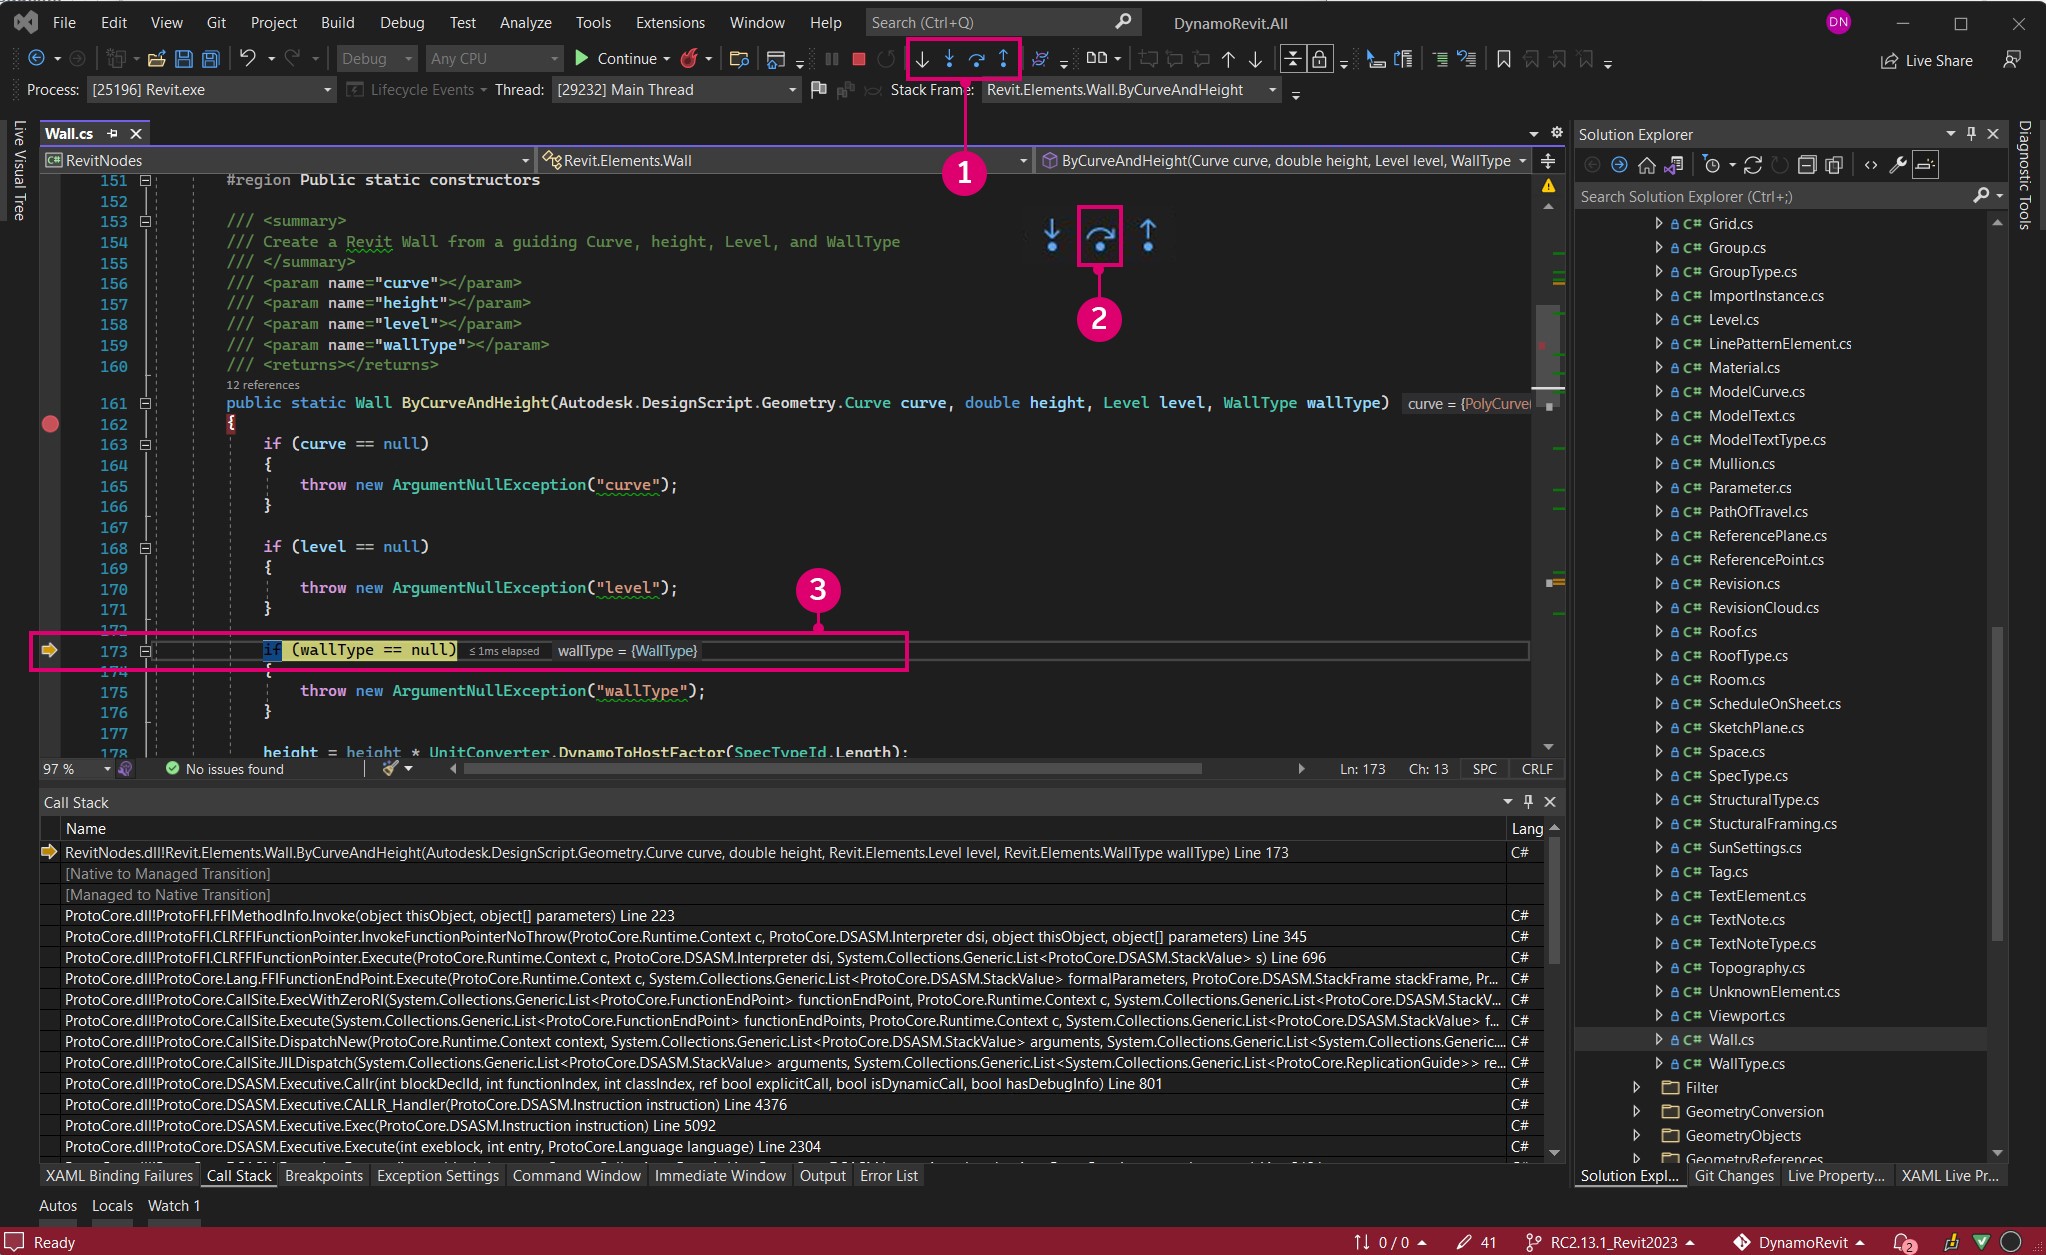 File Edit View Git Project Build Debug Test Analyze Tools Extensions Window Help Search (Ctrl+Q) DynamoRevit.All DN
Debug Any CPU Continue Live Share
Process: [25196] Revit.exe Lifecycle Events Thread: [29232] Main Thread Stack Frame: Revit.Elements.Wall.ByCurveAndHeight
Live Visual Tree
Wall.cs
RevitNodes Revit.Elements.Wall ByCurveAndHeight(Curve curve, double height, Level level, WallType
1
2
3
151 #region Public static constructors
152
153 /// <summary>
154 /// Create a Revit Wall from a guiding Curve, height, Level, and WallType
155 /// </summary>
156 /// <param name="curve"></param>
157 /// <param name="height"></param>
158 /// <param name="level"></param>
159 /// <param name="wallType"></param>
160 /// <returns></returns>
12 references
161 public static Wall ByCurveAndHeight(Autodesk.DesignScript.Geometry.Curve curve, double height, Level level, WallType wallType) curve = {PolyCurve(
162 {
163 if (curve == null)
164 {
165 throw new ArgumentNullException("curve");
166 }
167
168 if (level == null)
169 {
170 throw new ArgumentNullException("level");
171 }
172
173 if (wallType == null) ≤ 1ms elapsed wallType = {WallType}
174 {
175 throw new ArgumentNullException("wallType");
176 }
177
178 height = height * UnitConverter.DynamoToHostFactor(SpecTypeId.Length);
97 % No issues found Ln: 173 Ch: 13 SPC CRLF
Call Stack
Name Lang
RevitNodes.dll!Revit.Elements.Wall.ByCurveAndHeight(Autodesk.DesignScript.Geometry.Curve curve, double height, Revit.Elements.Level level, Revit.Elements.WallType wallType) Line 173 C#
[Native to Managed Transition]
[Managed to Native Transition]
ProtoCore.dll!ProtoFFI.FFIMethodInfo.Invoke(object thisObject, object[] parameters) Line 223 C#
ProtoCore.dll!ProtoFFI.CLRFFIFunctionPointer.InvokeFunctionPointerNoThrow(ProtoCore.Runtime.Context c, ProtoCore.DSASM.Interpreter dsi, object thisObject, object[] parameters) Line 345 C#
ProtoCore.dll!ProtoFFI.CLRFFIFunctionPointer.Execute(ProtoCore.Runtime.Context c, ProtoCore.DSASM.Interpreter dsi, System.Collections.Generic.List<ProtoCore.DSASM.StackValue> s) Line 696 C#
ProtoCore.dll!ProtoCore.Lang.FFIFunctionEndPoint.Execute(ProtoCore.Runtime.Context c, System.Collections.Generic.List<ProtoCore.DSASM.StackValue> formalParameters, ProtoCore.DSASM.StackFrame stackFrame, Pr... C#
ProtoCore.dll!ProtoCore.CallSite.ExecWithZeroRI(System.Collections.Generic.List<ProtoCore.FunctionEndPoint> functionEndPoint, ProtoCore.Runtime.Context c, System.Collections.Generic.List<ProtoCore.DSASM.StackV... C#
ProtoCore.dll!ProtoCore.CallSite.Execute(System.Collections.Generic.List<ProtoCore.FunctionEndPoint> functionEndPoints, ProtoCore.Runtime.Context c, System.Collections.Generic.List<ProtoCore.DSASM.StackValue> f... C#
ProtoCore.dll!ProtoCore.CallSite.DispatchNew(ProtoCore.Runtime.Context context, System.Collections.Generic.List<ProtoCore.DSASM.StackValue> arguments, System.Collections.Generic.List<System.Collections.Generic.... C#
ProtoCore.dll!ProtoCore.CallSite.JILDispatch(System.Collections.Generic.List<ProtoCore.DSASM.StackValue> arguments, System.Collections.Generic.List<System.Collections.Generic.List<ProtoCore.ReplicationGuide>> re... C#
ProtoCore.dll!ProtoCore.DSASM.Executive.Callr(int blockDeclId, int functionIndex, int classIndex, ref bool explicitCall, bool isDynamicCall, bool hasDebugInfo) Line 801 C#
ProtoCore.dll!ProtoCore.DSASM.Executive.CALLR_Handler(ProtoCore.DSASM.Instruction instruction) Line 4376 C#
ProtoCore.dll!ProtoCore.DSASM.Executive.Exec(ProtoCore.DSASM.Instruction instruction) Line 5092 C#
ProtoCore.dll!ProtoCore.DSASM.Executive.Execute(int exeblock, int entry, ProtoCore.Language language) Line 2304 C#
XAML Binding Failures Call Stack Breakpoints Exception Settings Command Window Immediate Window Output Error List
Autos Locals Watch 1
Solution Explorer
Search Solution Explorer (Ctrl+;)
C# Grid.cs
C# Group.cs
C# GroupType.cs
C# ImportInstance.cs
C# Level.cs
C# LinePatternElement.cs
C# Material.cs
C# ModelCurve.cs
C# ModelText.cs
C# ModelTextType.cs
C# Mullion.cs
C# Parameter.cs
C# PathOfTravel.cs
C# ReferencePlane.cs
C# ReferencePoint.cs
C# Revision.cs
C# RevisionCloud.cs
C# Roof.cs
C# RoofType.cs
C# Room.cs
C# ScheduleOnSheet.cs
C# SketchPlane.cs
C# Space.cs
C# SpecType.cs
C# StructuralType.cs
C# StucturalFraming.cs
C# SunSettings.cs
C# Tag.cs
C# TextElement.cs
C# TextNote.cs
C# TextNoteType.cs
C# Topography.cs
C# UnknownElement.cs
C# Viewport.cs
C# Wall.cs
C# WallType.cs
Filter
GeometryConversion
GeometryObjects
GeometryReferences
Solution Expl... Git Changes Live Property... XAML Live Pr...
Diagnostic Tools
Ready 0 / 0 41 RC2.13.1_Revit2023 DynamoRevit 2